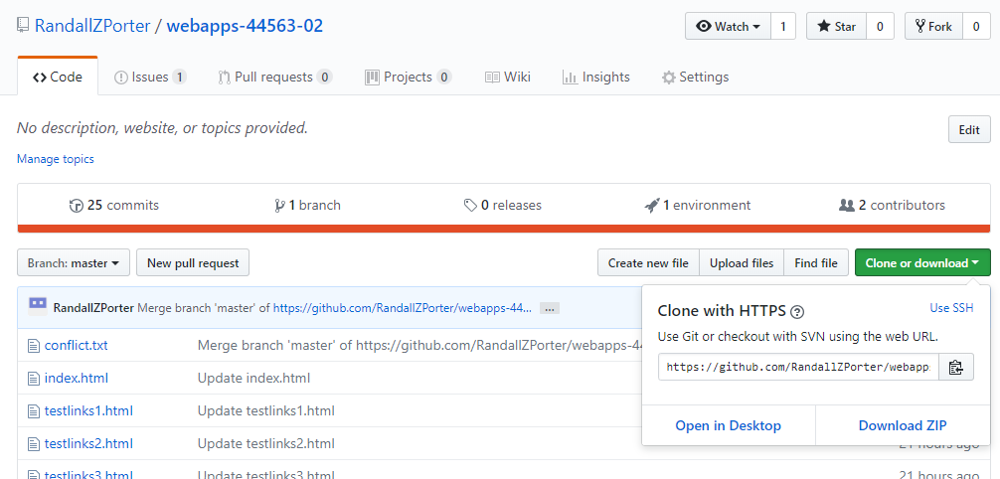 RandallZPorter / webapps-44563-02
Watch 1 Star 0 Fork 0
Code Issues 1 Pull requests 0 Projects 0 Wiki Insights Settings
No description, website, or topics provided.
Edit
Manage topics
25 commits 1 branch 0 releases 1 environment 2 contributors
Branch: master New pull request Create new file Upload files Find file Clone or download
RandallZPorter Merge branch 'master' of https://github.com/RandallZPorter/webapps-44... ...
Clone with HTTPS ? Use SSH
Use Git or checkout with SVN using the web URL.
https://github.com/RandallZPorter/webapps
Open in Desktop Download ZIP
conflict.txt Merge branch 'master' of https://github.com/RandallZPorter/webapps-44
index.html Update index.html
testlinks1.html Update testlinks1.html
testlinks2.html Update testlinks2.html 21 hours ago
testlinks3.html Update testlinks3.html 21 hours ago